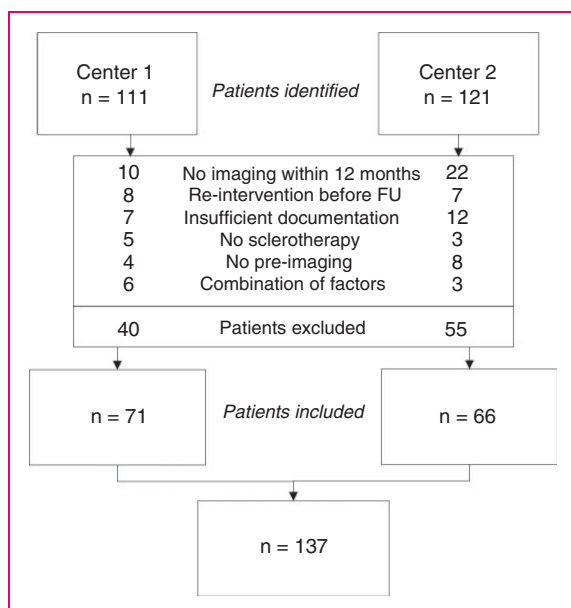 Center 1 Center 2
n = 111 Patients identified n = 121
10 No imaging within 12 months 22
8 Re-intervention before FU 7
7 Insufficient documentation 12
5 No sclerotherapy 3
4 No pre-imaging 8
6 Combination of factors 3
40 Patients excluded 55
n = 71 Patients included n = 66
n = 137